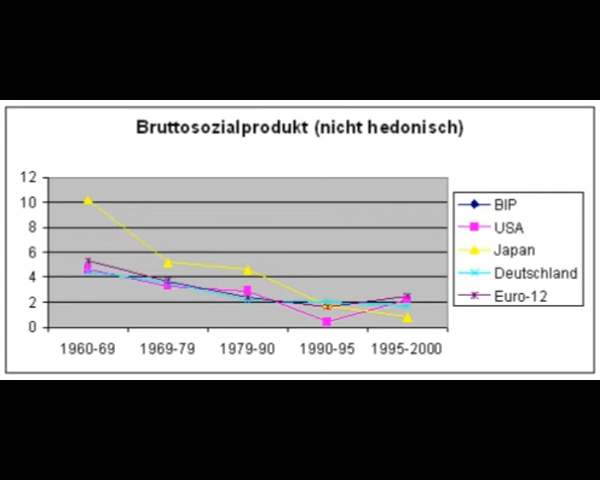 Bruttosozialprodukt (nicht hedonisch)
12
10
8
6
4
2
0
1960-69 1969-79 1979-90 1990-95 1995-2000
BIP
USA
Japan
Deutschland
Euro-12